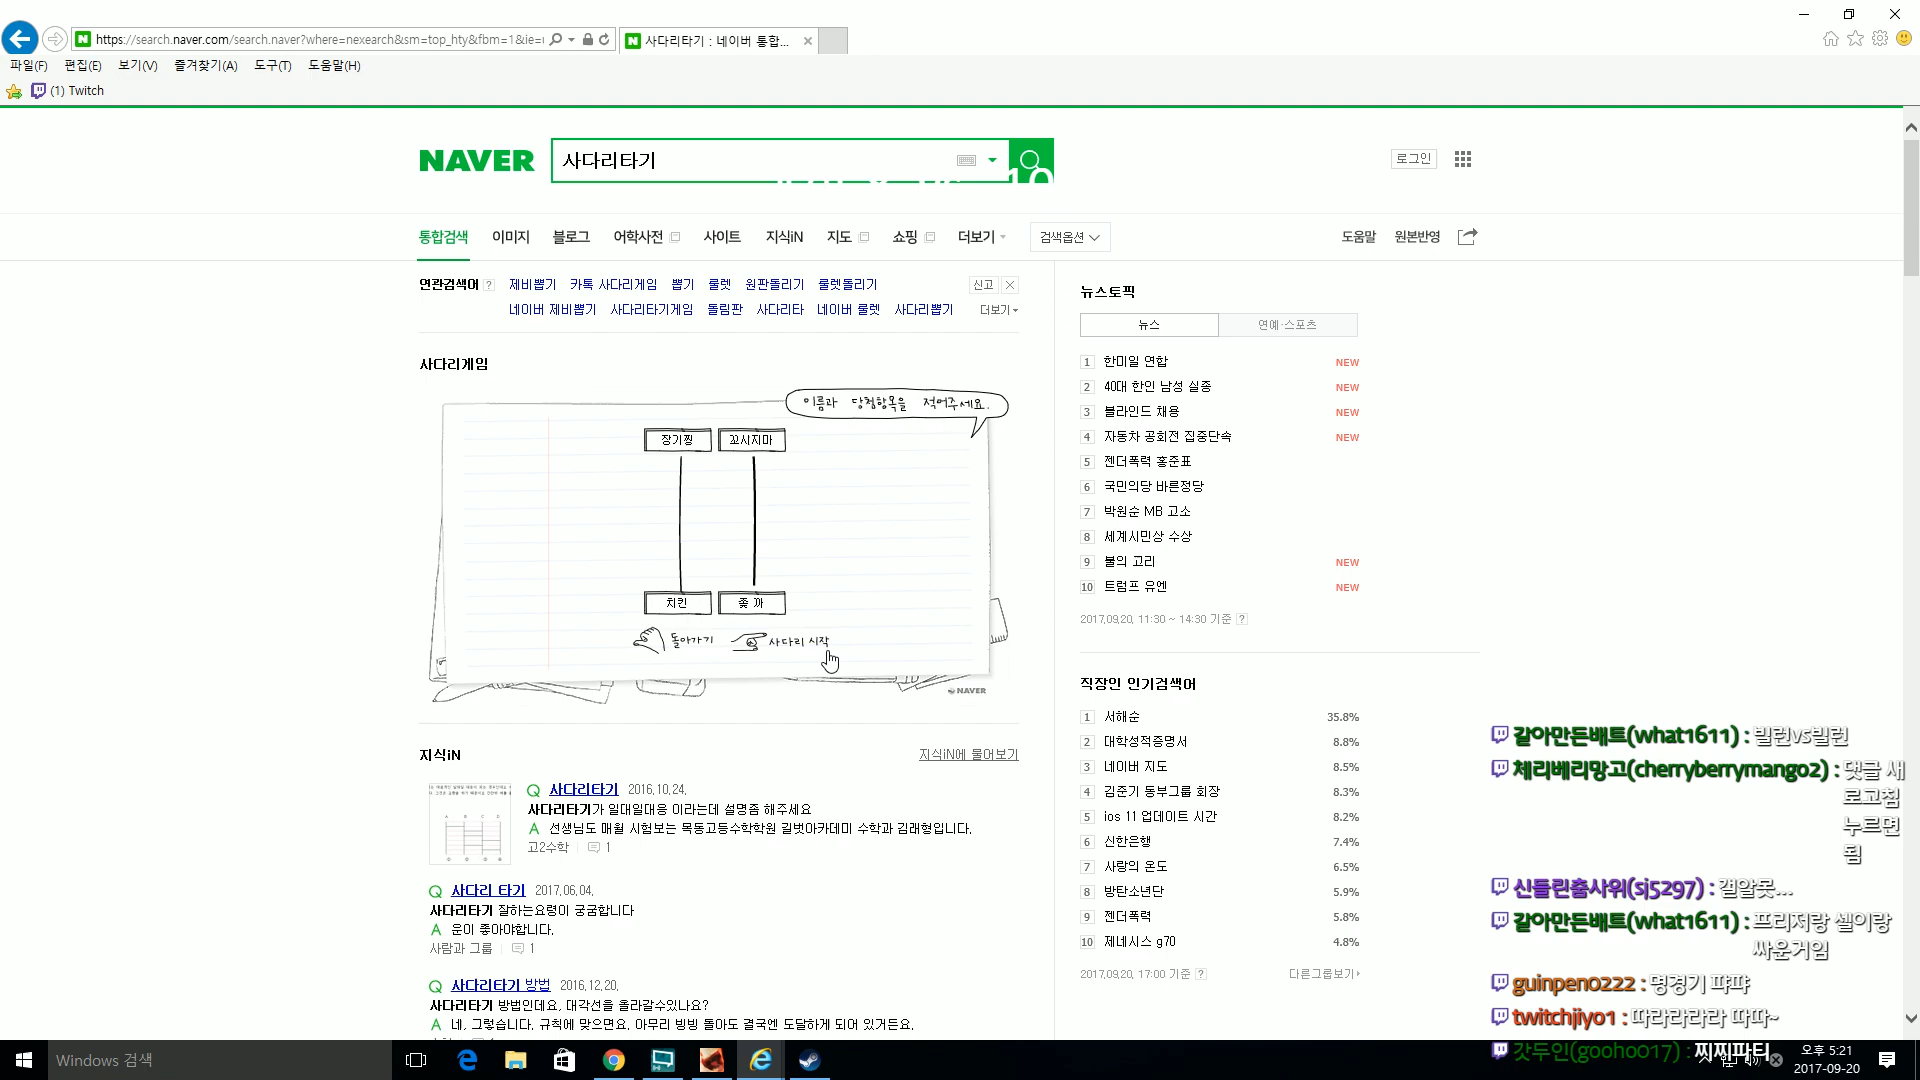 https://search.naver.com/search.naver?where=nexearch&sm=top_hty&fbm=1&ie=
사다리타기 : 네이버 통합...
파일(F) 편집(E) 보기(V) 즐겨찾기(A) 도구(T) 도움말(H)
(1) Twitch
NAVER
사다리타기
로그인
통합검색 이미지 블로그 어학사전 사이트 지식iN 지도 쇼핑 더보기 검색옵션
도움말 원본반영
연관검색어 ? 제비뽑기 카톡 사다리게임 뽑기 룰렛 원판돌리기 룰렛돌리기 신고
네이버 제비뽑기 사다리타기게임 돌림판 사다리타 네이버 룰렛 사다리뽑기 더보기
사다리게임
이름과 당첨항목을 적어주세요.
장기찡 꼬시지마
치킨 좆 까
돌아가기 사다리 시작
NAVER
지식iN 지식iN에 물어보기
Q 사다리타기 2016.10.24.
사다리타기가 일대일대응 이라는데 설명좀 해주세요
A 선생님도 매월 시험보는 목동고등수학학원 길벗아카데미 수학과 김래형입니다.
고2수학 1
Q 사다리 타기 2017.06.04.
사다리타기 잘하는요령이 궁굼합니다
A 운이 좋아야합니다.
사람과 그룹 1
Q 사다리타기 방법 2016.12.20.
사다리타기 방법인데요. 대각선을 올라갈수있나요?
A 네, 그렇습니다. 규칙에 맞으면요. 아무리 빙빙 돌아도 결국엔 도달하게 되어 있거든요.
뉴스토픽
뉴스 연예·스포츠
1 한미일 연합 NEW
2 40대 한인 남성 실종 NEW
3 블라인드 채용 NEW
4 자동차 공회전 집중단속 NEW
5 젠더폭력 홍준표
6 국민의당 바른정당
7 박원순 MB 고소
8 세계시민상 수상
9 불의 고리 NEW
10 트럼프 유엔 NEW
2017.09.20. 11:30 ~ 14:30 기준 ?
직장인 인기검색어
1 서해순 35.8%
2 대학성적증명서 8.8%
3 네이버 지도 8.5%
4 김준기 동부그룹 회장 8.3%
5 ios 11 업데이트 시간 8.2%
6 신한은행 7.4%
7 사랑의 온도 6.5%
8 방탄소년단 5.9%
9 젠더폭력 5.8%
10 제네시스 g70 4.8%
2017.09.20. 17:00 기준 ? 다른그룹보기
갈아만든배트(what1611) : 빌런vs빌런
체리베리망고(cherryberrymango2) : 댓글 새
로고침
누르면
됨
신들린춤사위(sj5297) : 겔알못...
갈아만든배트(what1611) : 프리저랑 셀이랑
싸운거임
guinpen0222 : 명경기 퍄퍄
twitchjiyo1 : 따라라라라 따따~
갓두인(gooho017) : 찌찌파티
Windows 검색
오후 5:21
2017-09-20